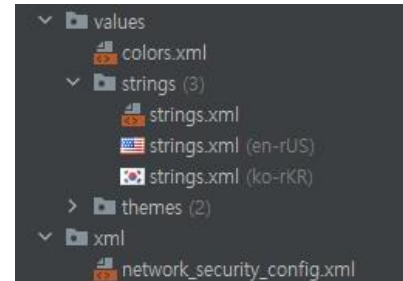 values
colors.xml
strings (3)
strings.xml
strings.xml (en-rUS)
strings.xml (ko-rKR)
themes (2)
xml
network_security_config.xml